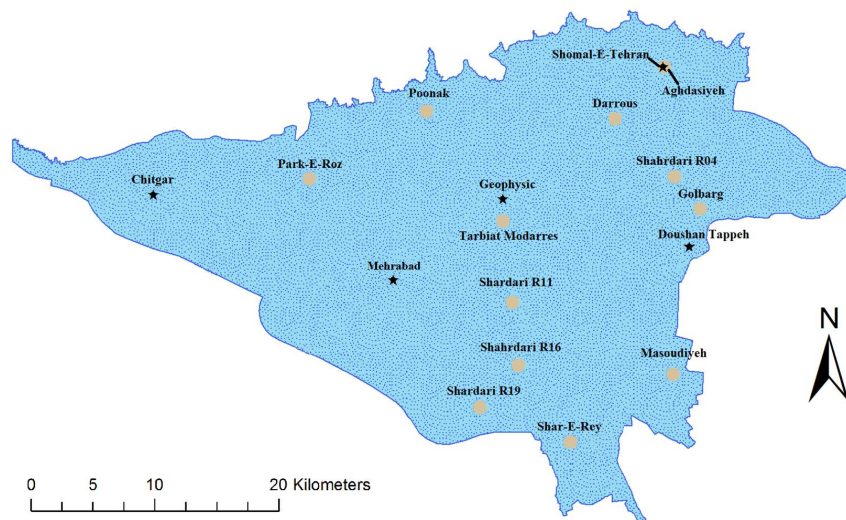 Shomal-E-Tehran
Aghdasiyeh
Poonak
Darrous
Park-E-Roz
Shahrdari R04
Chitgar
Geophysic
Golbarg
Tarbiat Modarres
Doushan Tappeh
Mehrabad
Shardari R11
N
Shahrdari R16
Masoudiyeh
Shardari R19
Shar-E-Rey
0 5 10 20 Kilometers